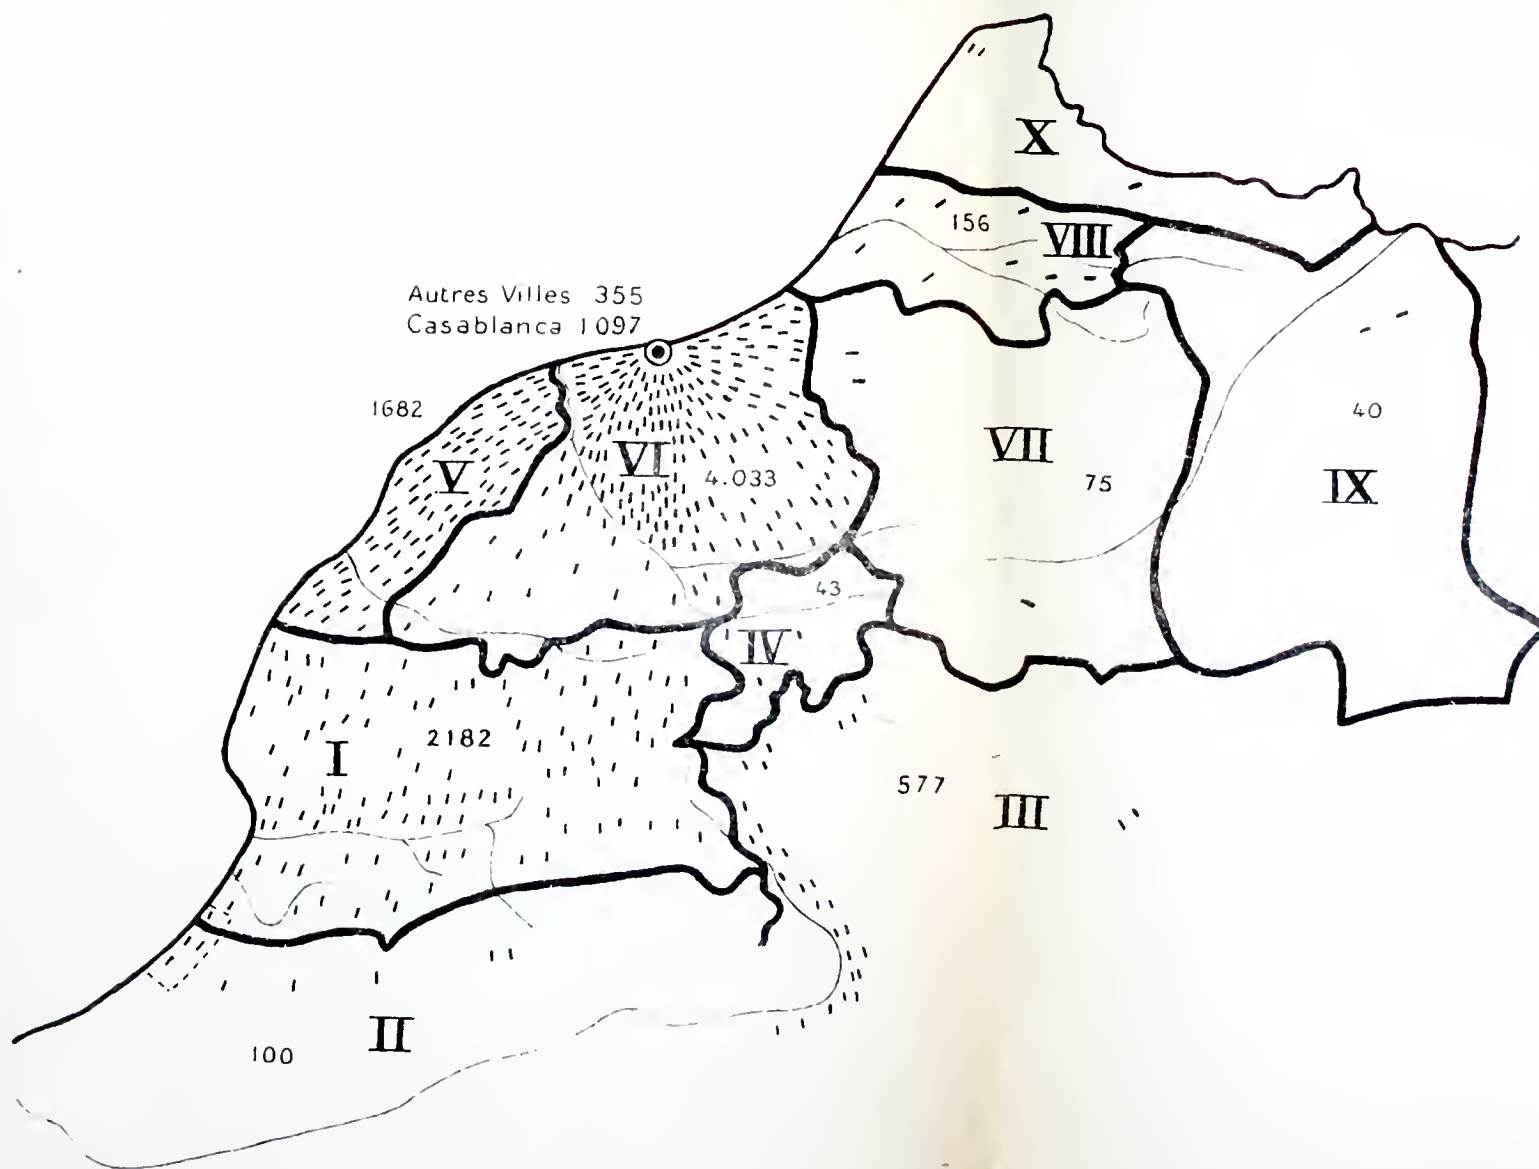 X
156
VIII
Autres Villes 355
Casablanca 1097
1682
V
VI
4.033
VII
75
40
IX
43
IV
I
2182
577
III
100
II